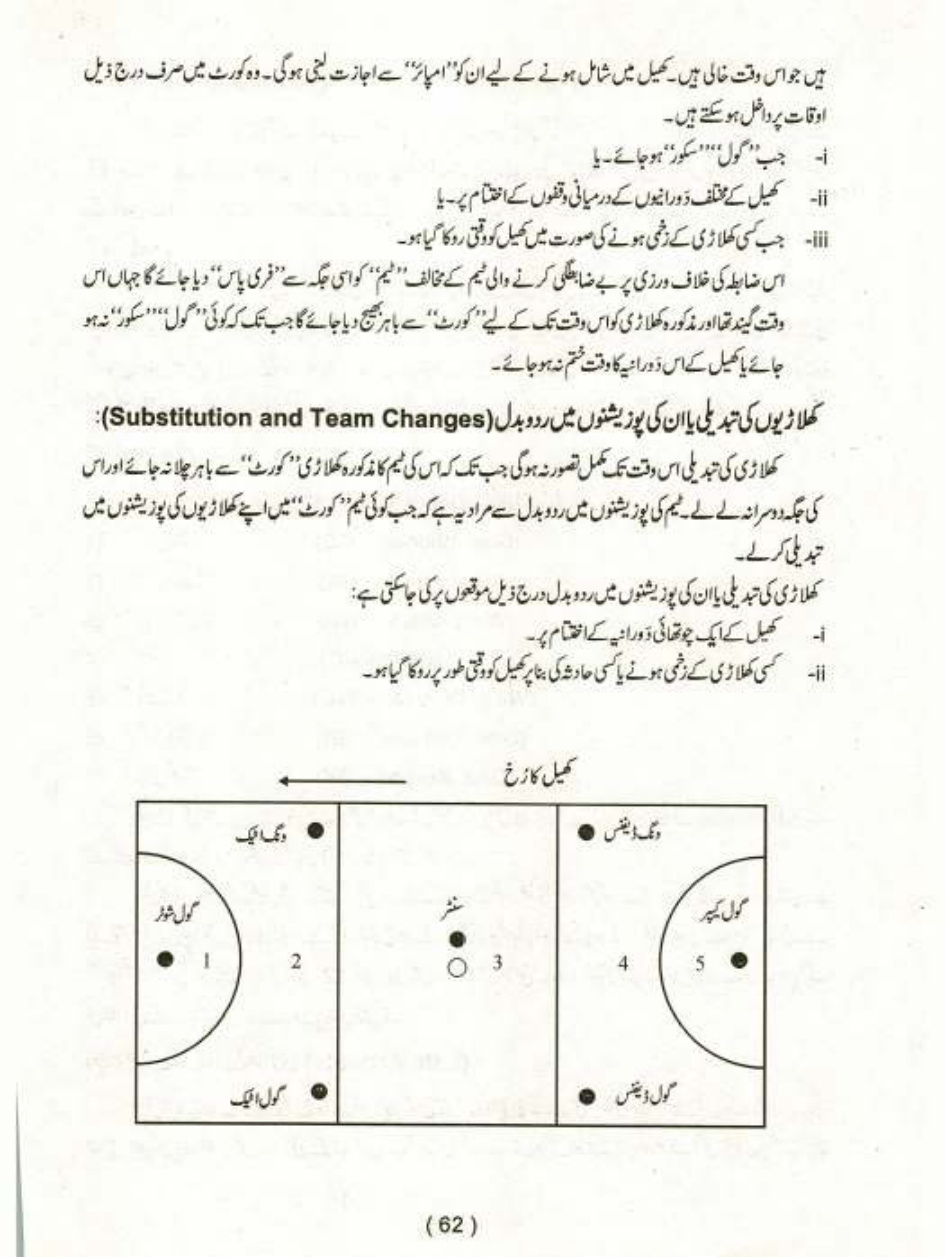 ہیں جو اس وقت خالی ہیں۔ کھیل میں شامل ہونے کے لیے ان کو ’’امپائر‘‘ سے اجازت لینی ہوگی۔ وہ کورٹ میں صرف درج ذیل
اوقات پر داخل ہو سکتے ہیں۔
i- جب ’’گول‘‘ ’’سکور‘‘ ہو جائے۔ یا
ii- کھیل کے مختلف دَورانیوں کے درمیانی وقفوں کے اختتام پر۔ یا
iii- جب کسی کھلاڑی کے زخمی ہونے کی صورت میں کھیل کو وقتی روکا گیا ہو۔
اس ضابطہ کی خلاف ورزی پر بے ضابطگی کرنے والی ٹیم کے مخالف ’’ٹیم‘‘ کو اسی جگہ سے ’’فری پاس‘‘ دیا جائے گا جہاں اس
وقت گیند تھا اور مذکورہ کھلاڑی کو اس وقت تک کے لیے ’’کورٹ‘‘ سے باہر بھیج دیا جائے گا جب تک کہ کوئی ’’گول‘‘ ’’سکور‘‘ نہ ہو
جائے یا کھیل کے اس دَورانیہ کا وقت ختم نہ ہو جائے۔
کھلاڑیوں کی تبدیلی یا ان کی پوزیشنوں میں ردوبدل (Substitution and Team Changes):
کھلاڑی کی تبدیلی اس وقت تک مکمل تصور نہ ہوگی جب تک کہ اس کی ٹیم کا مذکورہ کھلاڑی ’’کورٹ‘‘ سے باہر چلا نہ جائے اور اس
کی جگہ دوسرا نہ لے لے۔ ٹیم کی پوزیشنوں میں ردوبدل سے مراد یہ ہے کہ جب کوئی ٹیم ’’کورٹ‘‘ میں اپنے کھلاڑیوں کی پوزیشنوں میں
تبدیلی کر لے۔
کھلاڑی کی تبدیلی یا ان کی پوزیشنوں میں ردوبدل درج ذیل موقعوں پر کی جا سکتی ہے:
i- کھیل کے ایک چوتھائی دَورانیہ کے اختتام پر۔
ii- کسی کھلاڑی کے زخمی ہونے یا کسی حادثہ کی بنا پر کھیل کو وقتی طور پر روکا گیا ہو۔
کھیل کا رُخ
ونگ ڈیفنس
ونگ اٹیک
گول کیپر
سنٹر
گول شوٹر
5
4
3
2
1
گول ڈیفنس
گول اٹیک
( 62 )